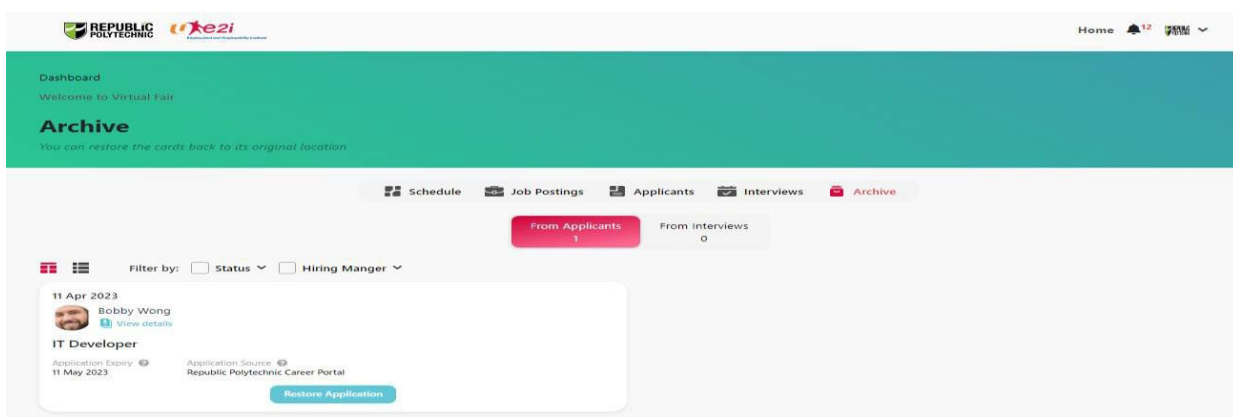 REPUBLIC
POLYTECHNIC
e2i
Home 12
Dashboard
Welcome to Virtual Fair
Archive
You can restore the cards back to its original location
Schedule Job Postings Applicants Interviews Archive
From Applicants From Interviews
1 0
Filter by: Status Hiring Manger
11 Apr 2023
Bobby Wong
View details
IT Developer
Application Expiry Application Source
11 May 2023 Republic Polytechnic Career Portal
Restore Application